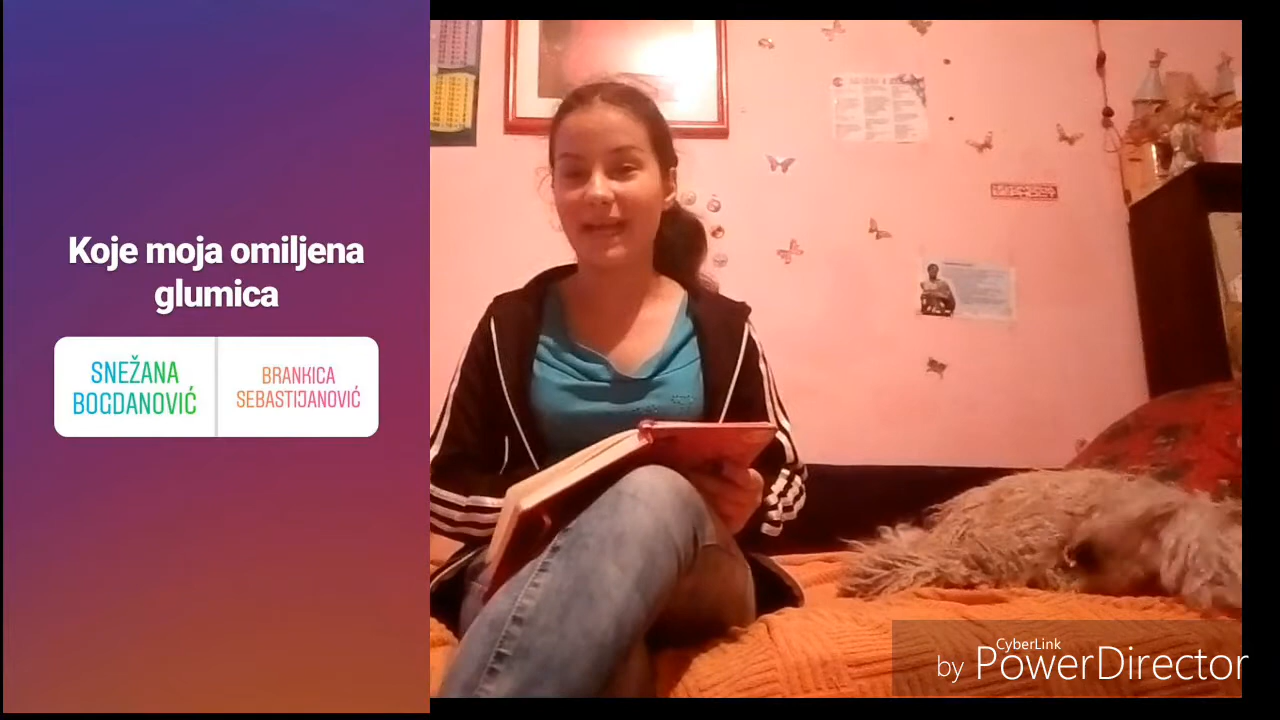 Koje moja omiljena
glumica
SNEŽANA
BOGDANOVIĆ
BRANKICA
SEBASTIJANOVIĆ
CyberLink
by PowerDirector